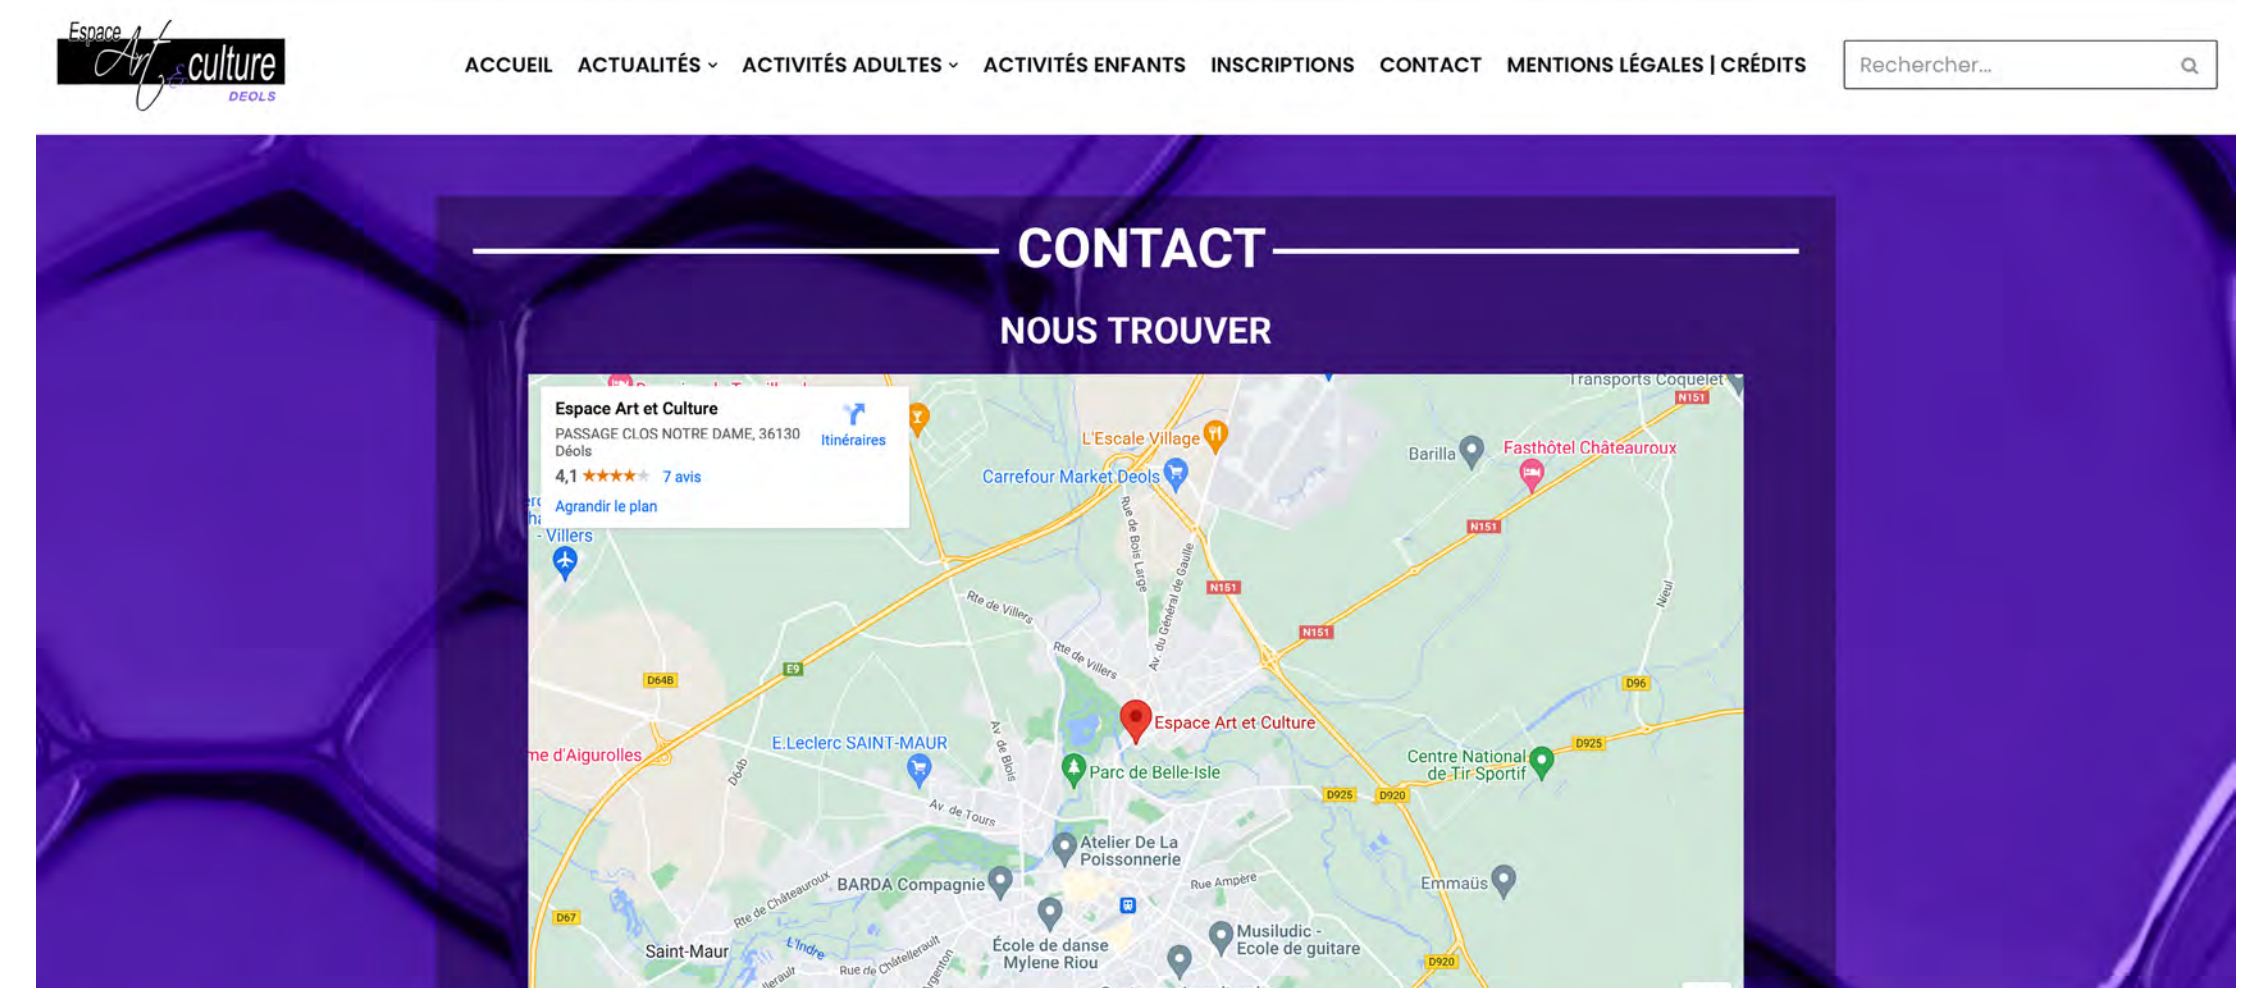 Espace
Art
& culture
DEOLS
ACCUEIL
ACTUALITÉS
ACTIVITÉS ADULTES
ACTIVITÉS ENFANTS
INSCRIPTIONS
CONTACT
MENTIONS LÉGALES | CRÉDITS
Rechercher...
CONTACT
NOUS TROUVER
Espace Art et Culture
PASSAGE CLOS NOTRE DAME, 36130
Déols
4,1
7 avis
Agrandir le plan
Itinéraires
- Villers
Transports Coquelet
N151
L'Escale Village
Carrefour Market Deols
Barilla
Fasthôtel Châteauroux
N151
Rue de Bois Large
Av. du Général de Gaulle
N151
Nieul
Rte de Villers
N151
Rte de Villers
E9
D64B
D96
Espace Art et Culture
E.Leclerc SAINT-MAUR
Av. de Blois
me d'Aigurolles
D64b
Parc de Belle-Isle
Centre National
de Tir Sportif
D925
D925
D920
Av. de Tours
Atelier De La
Poissonnerie
BARDA Compagnie
Rue Ampère
Emmaüs
Rte de Châteauroux
D67
Saint-Maur
L'Indre
Rue de Châtellerault
École de danse
Mylene Riou
Musiludic -
Ecole de guitare
D920